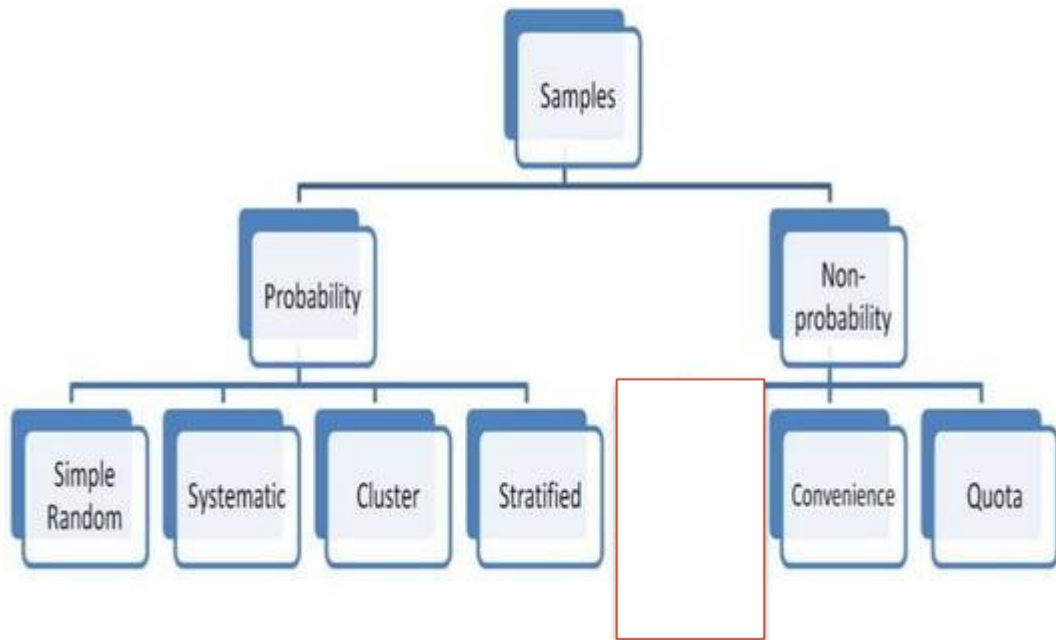 Samples
Probability
Non-
probability
Simple
Random
Systematic
Cluster
Stratified
Convenience
Quota